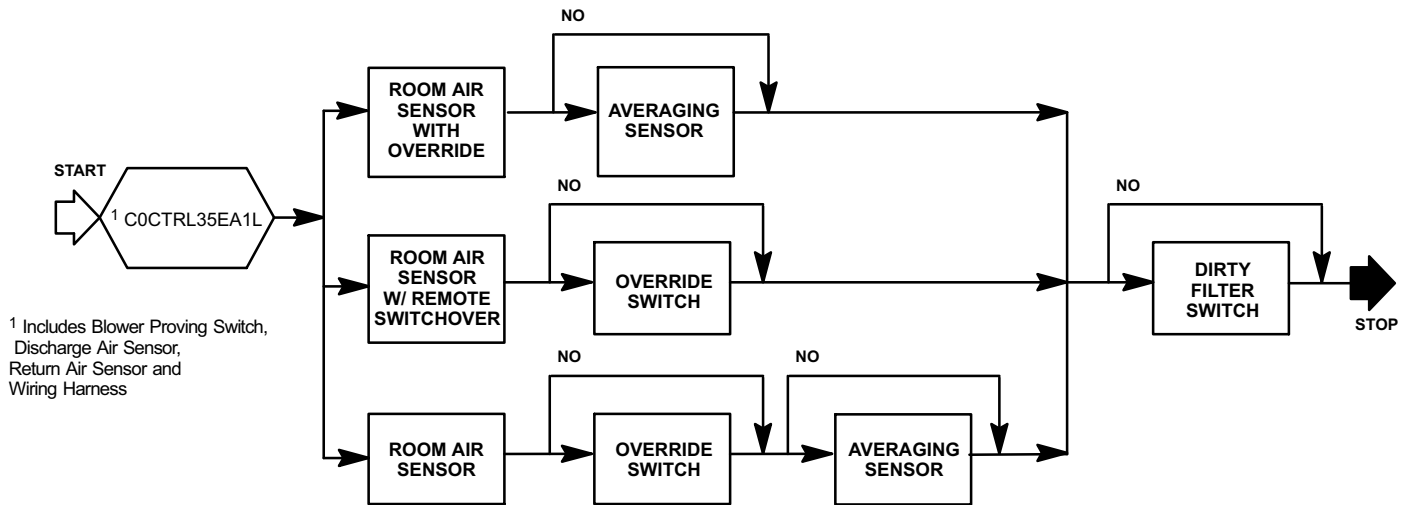 NO
ROOM AIR
SENSOR
WITH
OVERRIDE
AVERAGING
SENSOR
START
1 C0CTRL35EA1L
NO
NO
ROOM AIR
SENSOR
W/ REMOTE
SWITCHOVER
OVERRIDE
SWITCH
DIRTY
FILTER
SWITCH
STOP
1 Includes Blower Proving Switch,
Discharge Air Sensor,
Return Air Sensor and
Wiring Harness
NO
NO
ROOM AIR
SENSOR
OVERRIDE
SWITCH
AVERAGING
SENSOR